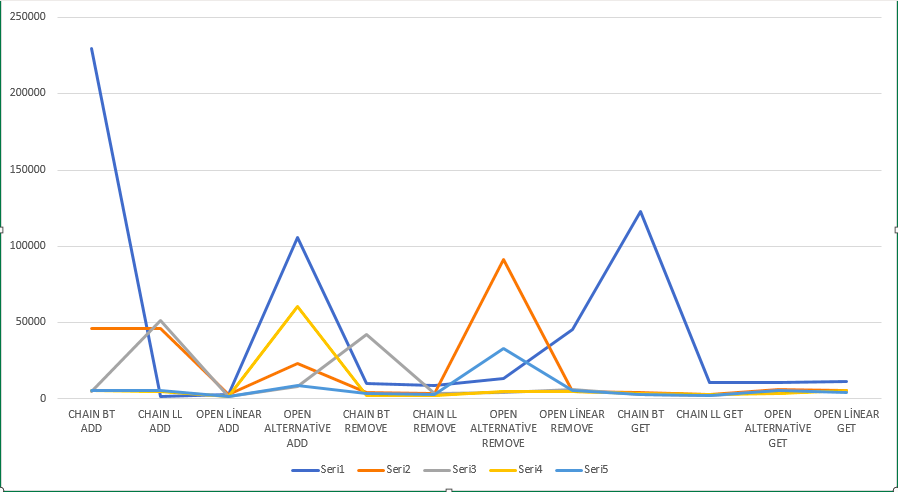 250000
200000
150000
100000
50000
0
CHAIN BT ADD
CHAIN LL ADD
OPEN LİNEAR ADD
OPEN ALTERNATİVE ADD
CHAIN BT REMOVE
CHAIN LL REMOVE
OPEN ALTERNATİVE REMOVE
OPEN LİNEAR REMOVE
CHAIN BT GET
CHAIN LL GET
OPEN ALTERNATİVE GET
OPEN LİNEAR GET
Seri1 Seri2 Seri3 Seri4 Seri5